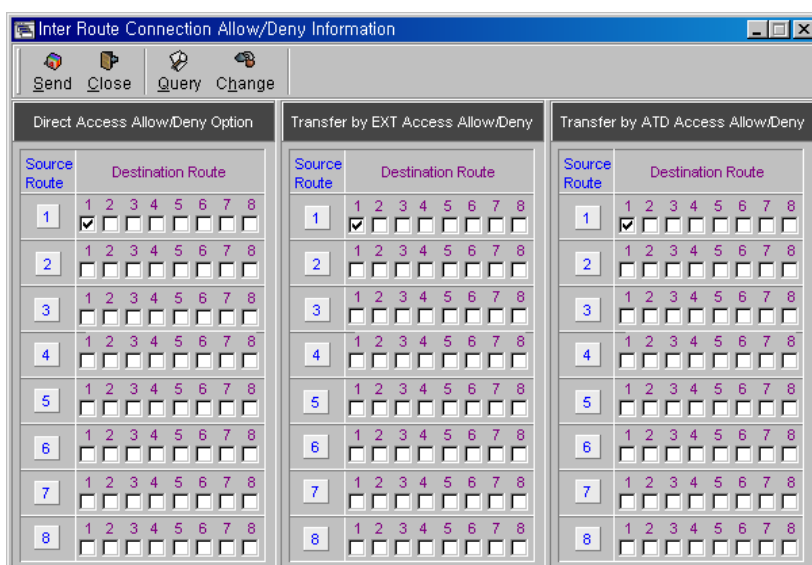 Inter Route Connection Allow/Deny Information
Send Close Query Change
Direct Access Allow/Deny Option
Source Route Destination Route
1 1 2 3 4 5 6 7 8
2 1 2 3 4 5 6 7 8
3 1 2 3 4 5 6 7 8
4 1 2 3 4 5 6 7 8
5 1 2 3 4 5 6 7 8
6 1 2 3 4 5 6 7 8
7 1 2 3 4 5 6 7 8
8 1 2 3 4 5 6 7 8
Transfer by EXT Access Allow/Deny
Source Route Destination Route
1 1 2 3 4 5 6 7 8
2 1 2 3 4 5 6 7 8
3 1 2 3 4 5 6 7 8
4 1 2 3 4 5 6 7 8
5 1 2 3 4 5 6 7 8
6 1 2 3 4 5 6 7 8
7 1 2 3 4 5 6 7 8
8 1 2 3 4 5 6 7 8
Transfer by ATD Access Allow/Deny
Source Route Destination Route
1 1 2 3 4 5 6 7 8
2 1 2 3 4 5 6 7 8
3 1 2 3 4 5 6 7 8
4 1 2 3 4 5 6 7 8
5 1 2 3 4 5 6 7 8
6 1 2 3 4 5 6 7 8
7 1 2 3 4 5 6 7 8
8 1 2 3 4 5 6 7 8